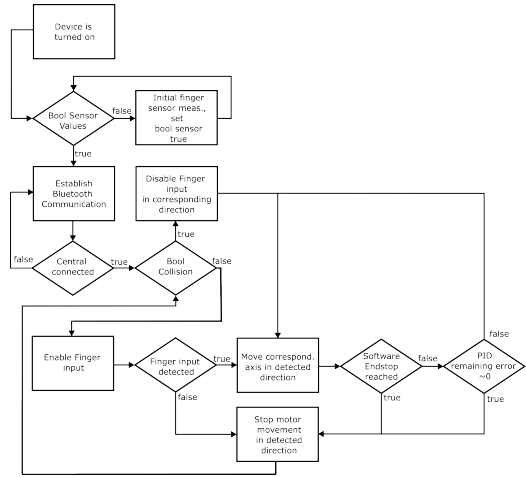 Device is
turned on
Bool Sensor
Values
false
Initial finger
sensor meas.,
set
bool sensor
true
true
Establish
Bluetooth
Communication
Disable Finger
input
in corresponding
direction
false
Central
connected
true
true
Bool
Collision
false
Enable Finger
input
Finger input
detected
true
false
Move correspond.
axis in detected
direction
Software
Endstop
reached
false
true
false
PID
remaining error
~0
true
Stop motor
movement
in detected
direction